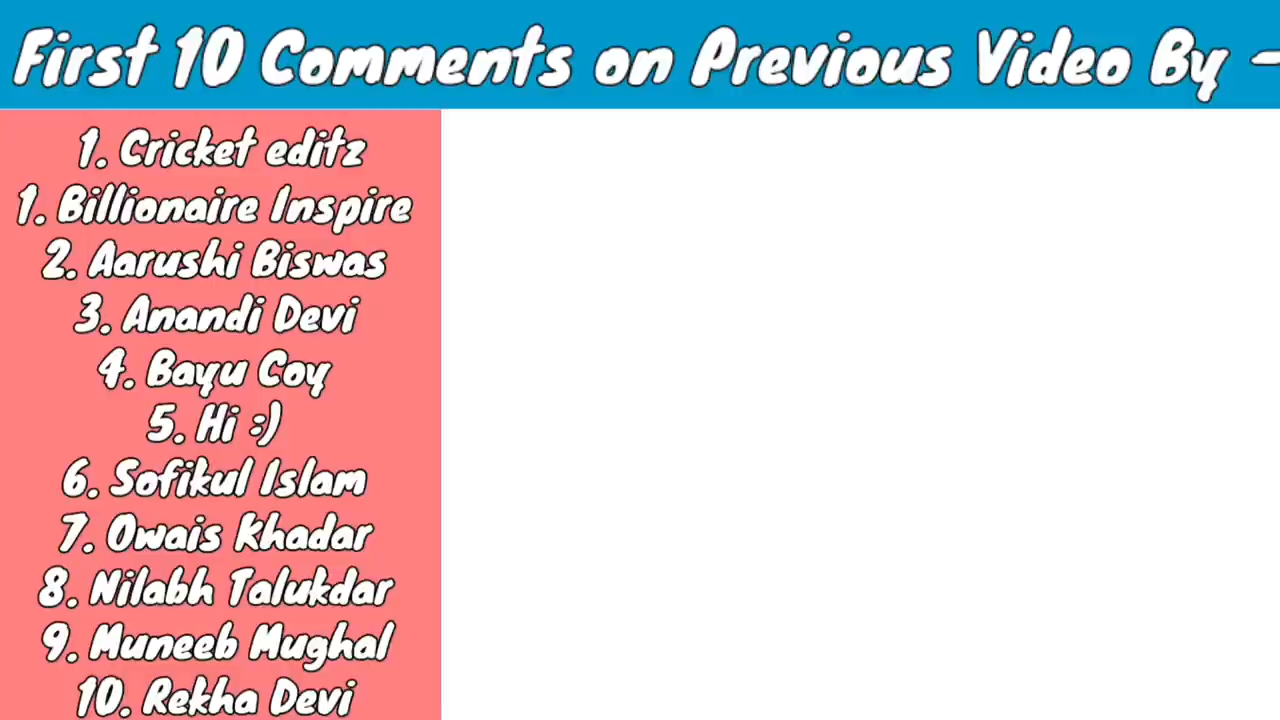 First 10 Comments on Previous Video By -
1. Cricket editz
1. Billionaire Inspire
2. Aarushi Biswas
3. Anandi Devi
4. Bayu Coy
5. Hi :)
6. Sofikul Islam
7. Owais Khadar
8. Nilabh Talukdar
9. Muneeb Mughal
10. Rekha Devi